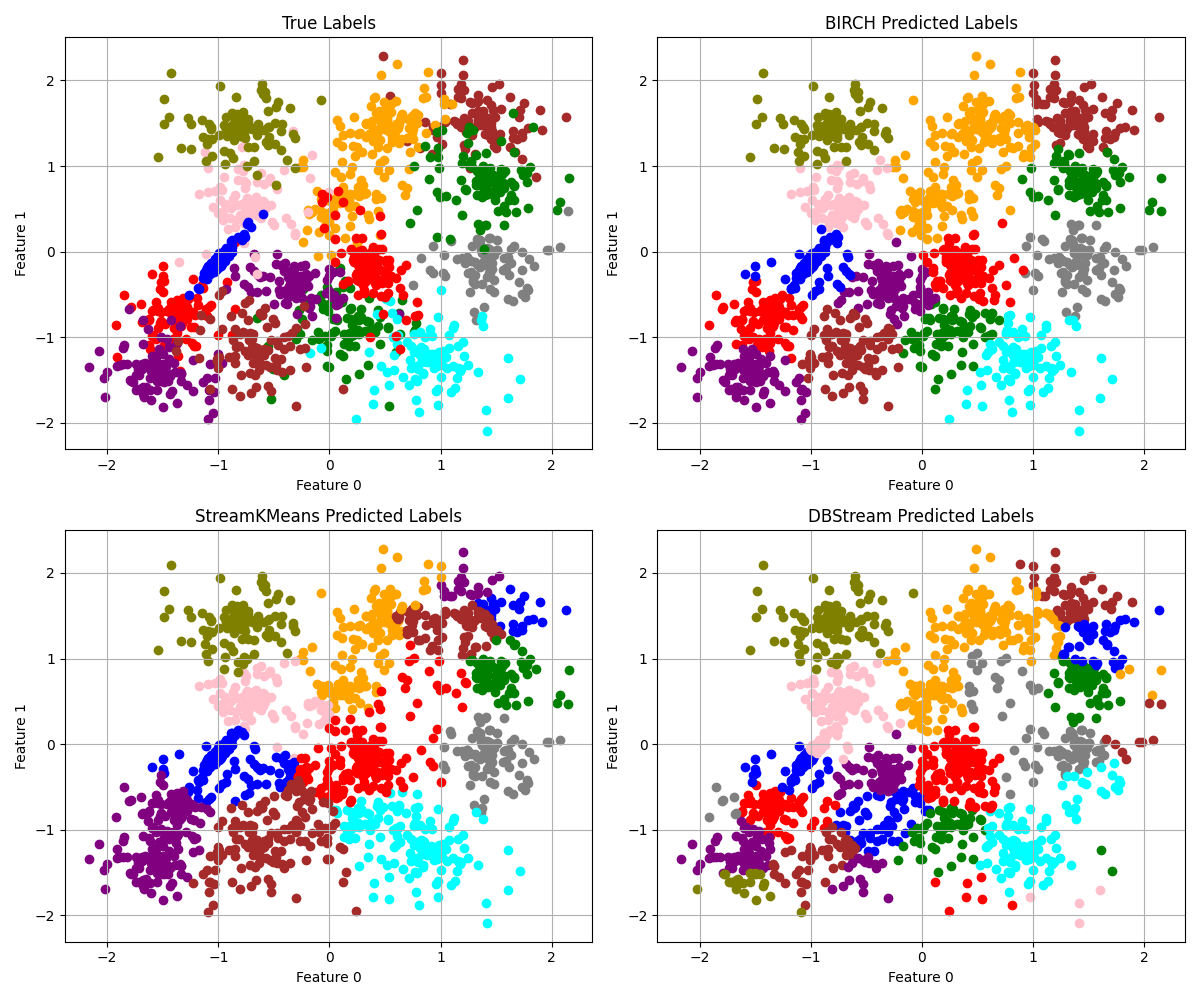 True Labels
2
1
0
−1
−2
Feature 1
−2 −1 0 1 2
Feature 0
BIRCH Predicted Labels
2
1
0
−1
−2
Feature 1
−2 −1 0 1 2
Feature 0
StreamKMeans Predicted Labels
2
1
0
−1
−2
Feature 1
−2 −1 0 1 2
Feature 0
DBStream Predicted Labels
2
1
0
−1
−2
Feature 1
−2 −1 0 1 2
Feature 0